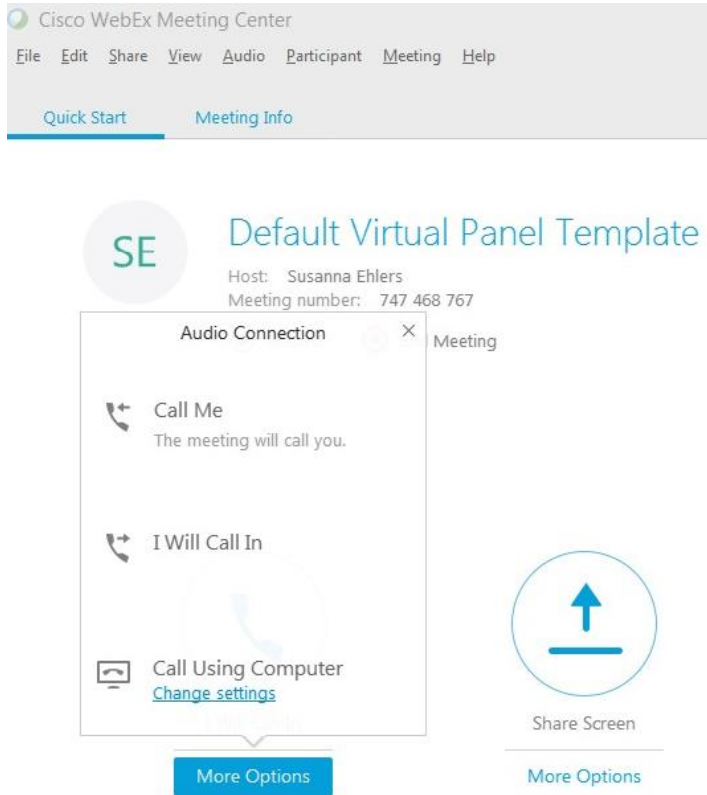 Cisco WebEx Meeting Center
File Edit Share View Audio Participant Meeting Help
Quick Start Meeting Info
SE
Default Virtual Panel Template
Host: Susanna Ehlers
Meeting number: 747 468 767
Audio Connection
Meeting
Call Me
The meeting will call you.
I Will Call In
Call Using Computer
Change settings
Share Screen
More Options More Options